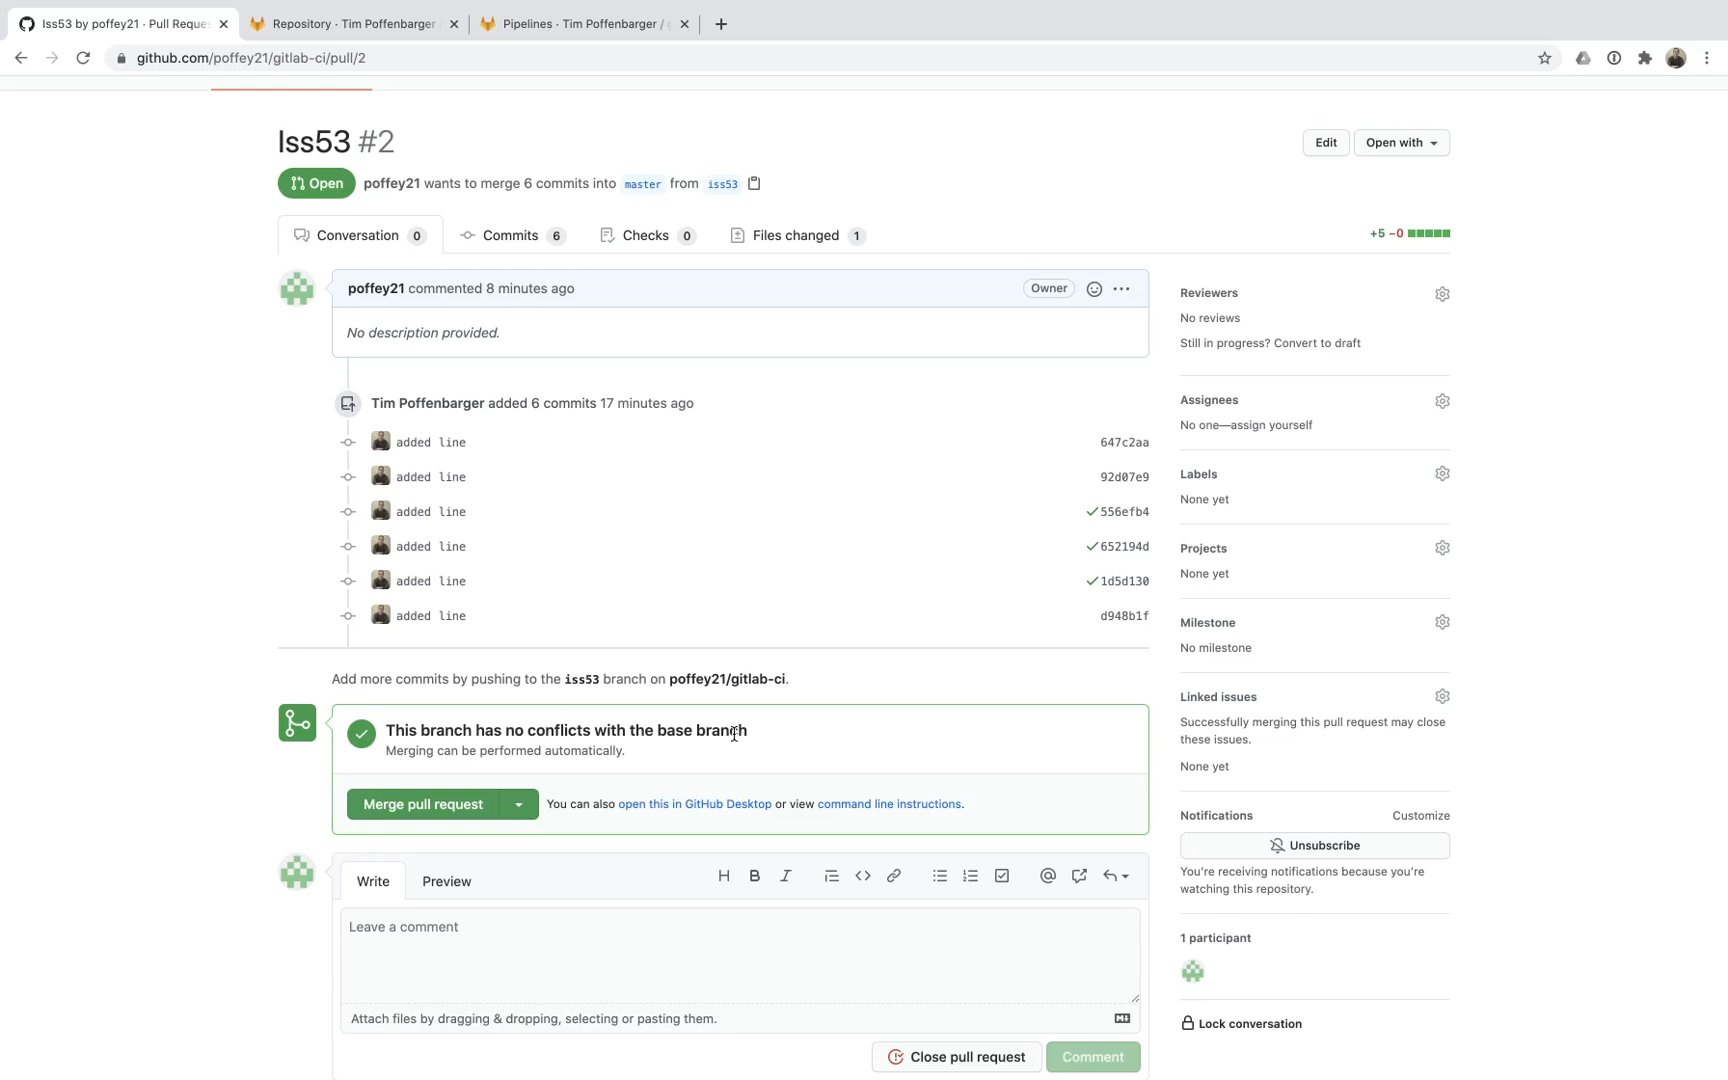 Iss53 by poffey21 · Pull Reques
Repository · Tim Poffenbarger
Pipelines · Tim Poffenbarger /
github.com/poffey21/gitlab-ci/pull/2
Iss53 #2
Edit
Open with
Open
poffey21 wants to merge 6 commits into master from iss53
Conversation 0
Commits 6
Checks 0
Files changed 1
+5 −0
poffey21 commented 8 minutes ago
Owner
No description provided.
Tim Poffenbarger added 6 commits 17 minutes ago
added line 647c2aa
added line 92d07e9
added line 556efb4
added line 652194d
added line 1d5d130
added line d948b1f
Add more commits by pushing to the iss53 branch on poffey21/gitlab-ci.
This branch has no conflicts with the base branch
Merging can be performed automatically.
Merge pull request
You can also open this in GitHub Desktop or view command line instructions.
Write
Preview
Leave a comment
Attach files by dragging & dropping, selecting or pasting them.
Close pull request
Comment
Reviewers
No reviews
Still in progress? Convert to draft
Assignees
No one—assign yourself
Labels
None yet
Projects
None yet
Milestone
No milestone
Linked issues
Successfully merging this pull request may close
these issues.
None yet
Notifications
Customize
Unsubscribe
You're receiving notifications because you're
watching this repository.
1 participant
Lock conversation